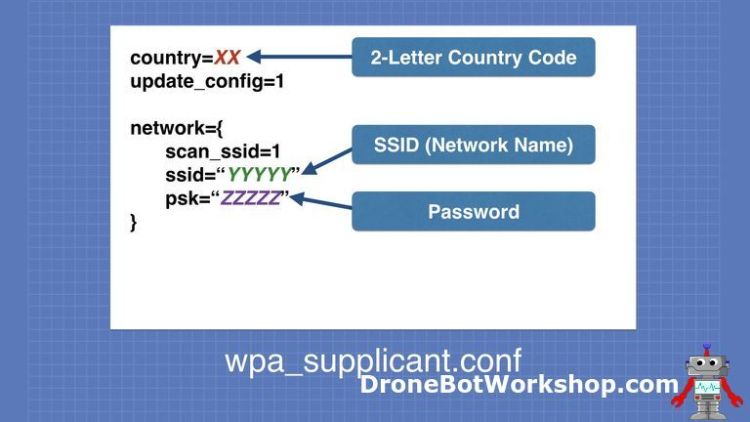 country=XX
2-Letter Country Code
update_config=1
network={
scan_ssid=1
SSID (Network Name)
ssid=“YYYYY”
psk=“ZZZZZ”
Password
}
wpa_supplicant.conf
DroneBotWorkshop.com